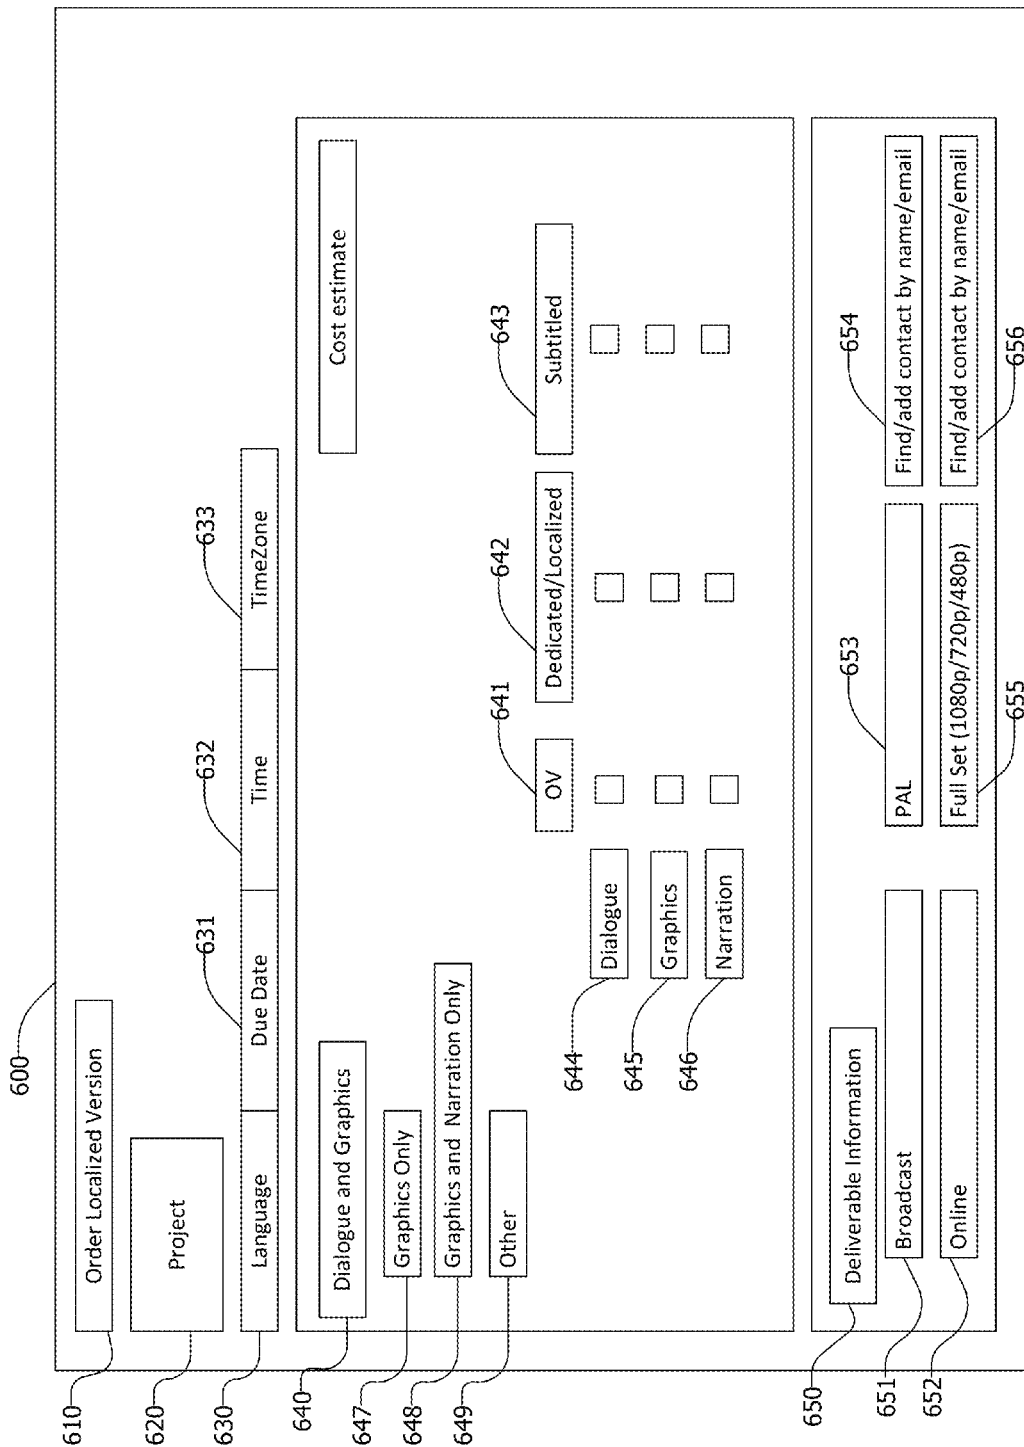 600
610
Order Localized Version
620
Project
631
632
633
630
Language
Due Date
Time
TimeZone
640
Dialogue and Graphics
Cost estimate
647
Graphics Only
648
Graphics and Narration Only
649
Other
641
642
643
OV
Dedicated/Localized
Subtitled
644
Dialogue
645
Graphics
646
Narration
650
Deliverable Information
653
654
651
Broadcast
PAL
Find/add contact by name/email
652
Online
Full Set (1080p/720p/480p)
Find/add contact by name/email
655
656